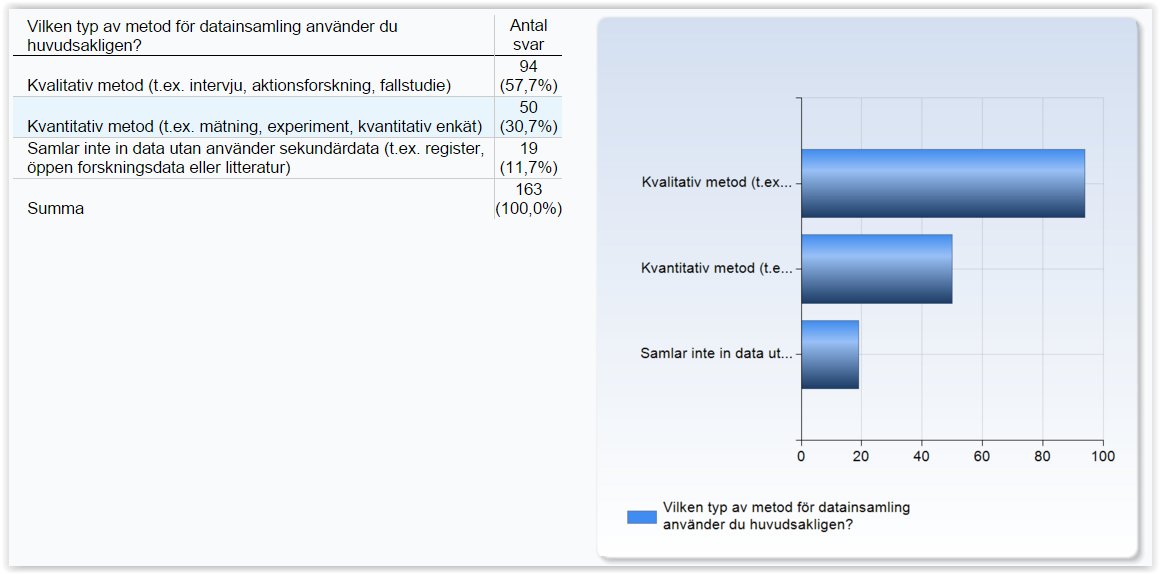 Vilken typ av metod för datainsamling använder du
huvudsakligen?
Antal
svar
Kvalitativ metod (t.ex. intervju, aktionsforskning, fallstudie)
94
(57,7%)
Kvantitativ metod (t.ex. mätning, experiment, kvantitativ enkät)
50
(30,7%)
Samlar inte in data utan använder sekundärdata (t.ex. register,
öppen forskningsdata eller litteratur)
19
(11,7%)
Summa
163
(100,0%)
Kvalitativ metod (t.ex...
Kvantitativ metod (t.e...
Samlar inte in data ut...
0 20 40 60 80 100
Vilken typ av metod för datainsamling
använder du huvudsakligen?